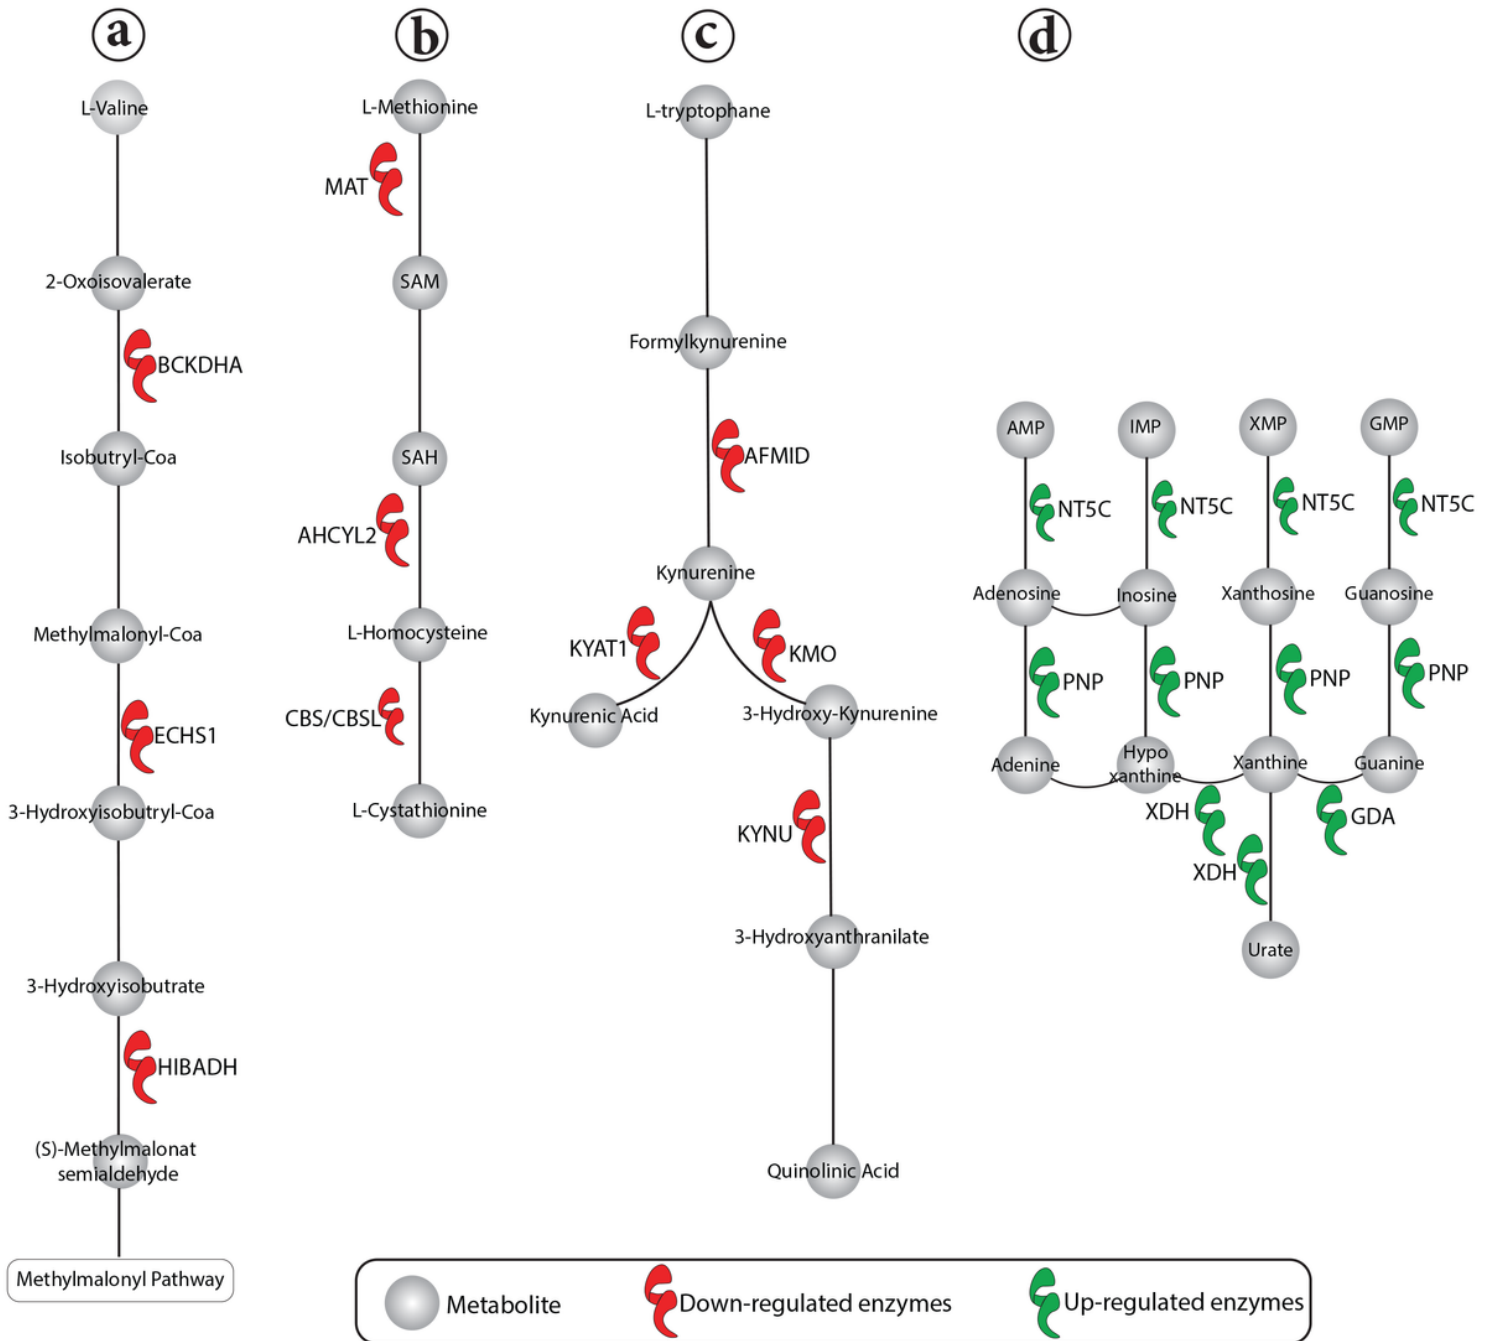 a
L-Valine
2-Oxoisovalerate
BCKDHA
Isobutryl-Coa
Methylmalonyl-Coa
ECHS1
3-Hydroxyisobutryl-Coa
3-Hydroxyisobutrate
HIBADH
(S)-Methylmalonat
semialdehyde
Methylmalonyl Pathway
b
L-Methionine
MAT
SAM
SAH
AHCYL2
L-Homocysteine
CBS/CBSL
L-Cystathionine
c
L-tryptophane
Formylkynurenine
AFMID
Kynurenine
KYAT1
KMO
Kynurenic Acid
3-Hydroxy-Kynurenine
KYNU
3-Hydroxyanthranilate
Quinolinic Acid
d
AMP
IMP
XMP
GMP
NT5C
NT5C
NT5C
NT5C
Adenosine
Inosine
Xanthosine
Guanosine
PNP
PNP
PNP
PNP
Adenine
Hypo
xanthine
Xanthine
Guanine
XDH
GDA
XDH
Urate
Metabolite
Down-regulated enzymes
Up-regulated enzymes